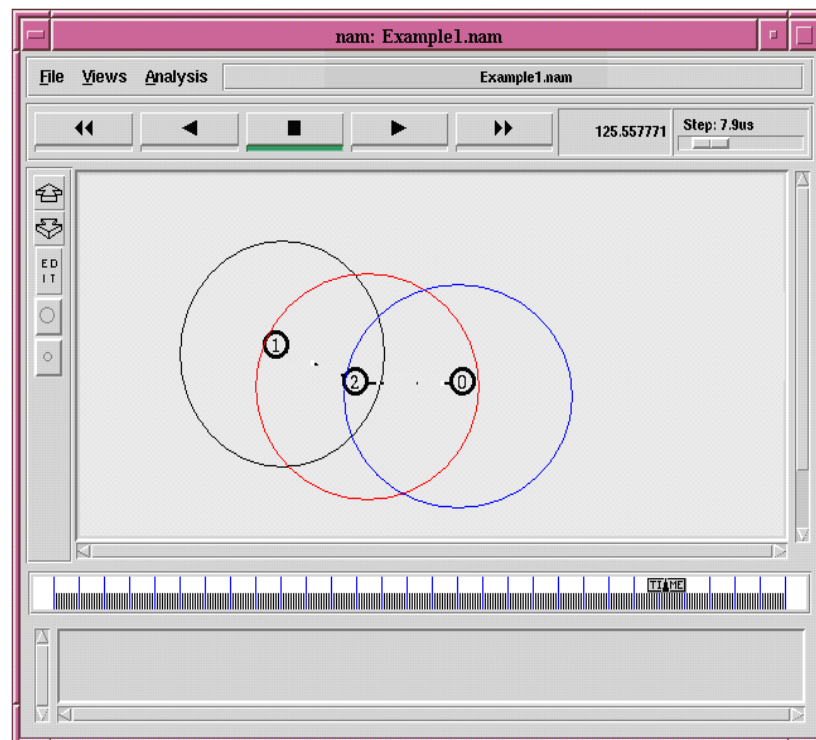 nam: Example1.nam
File Views Analysis Example1.nam
125.557771 Step: 7.9us
ED
IT
1
2 0
TIME